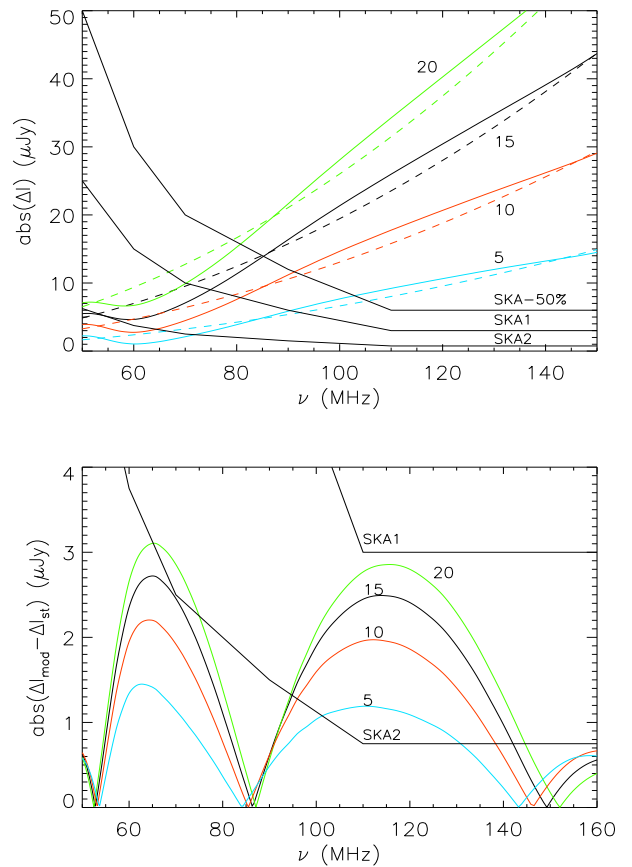 50
40
30
20
10
0
abs(ΔI) (μJy)
20
15
10
5
SKA−50%
SKA1
SKA2
60 80 100 120 140
ν (MHz)
4
3
2
1
0
abs(ΔI_mod−ΔI_st) (μJy)
SKA1
20
15
10
5
SKA2
60 80 100 120 140 160
ν (MHz)